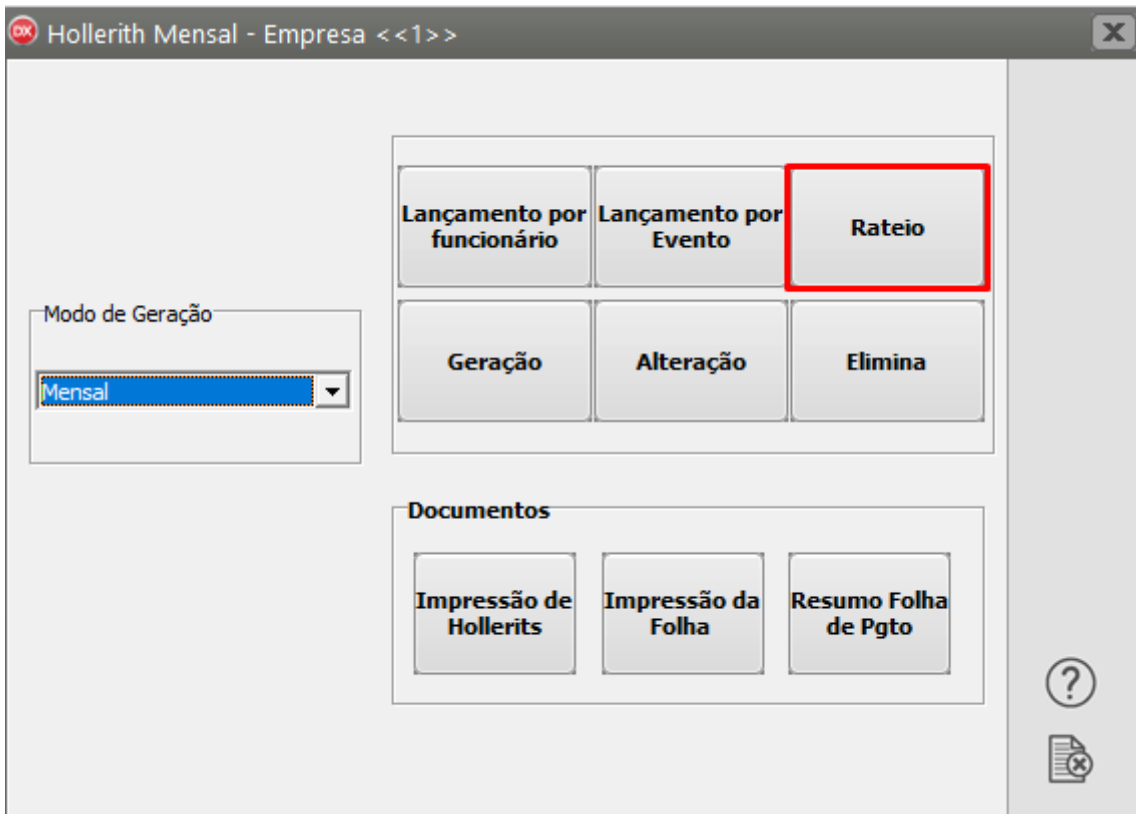 DX Hollerith Mensal - Empresa <<1>>
Lançamento por
funcionário
Lançamento por
Evento
Rateio
Modo de Geração
Mensal
Geração
Alteração
Elimina
Documentos
Impressão de
Hollerits
Impressão da
Folha
Resumo Folha
de Pgto
?